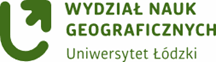 WYDZIAŁ NAUK
GEOGRAFICZNYCH
Uniwersytet Łódzki